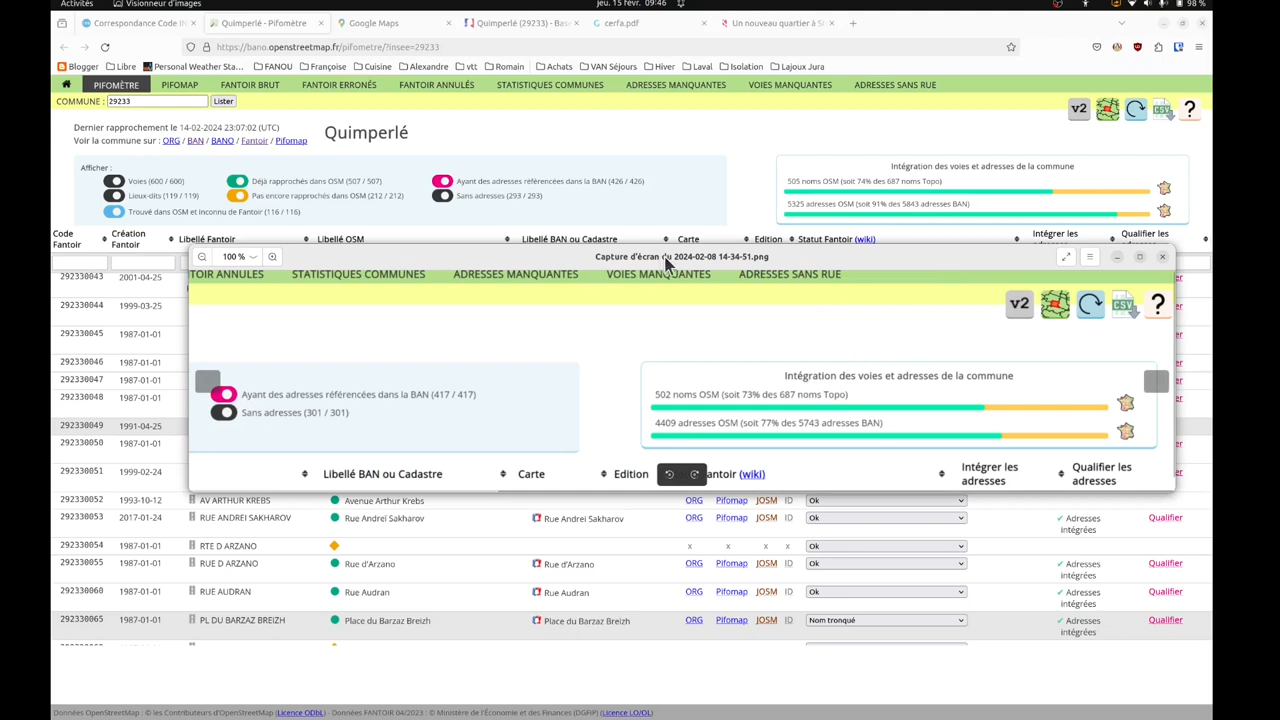 Activités Visionneur d'images jeu. 15 févr. 09:46 98 %
Correspondance Code IN × Quimperlé - Pifomètre × Google Maps × Quimperlé (29233) - Bas × cerfa.pdf × Un nouveau quartier à S × +
https://bano.openstreetmap.fr/pifometre/?insee=29233
Blogger Libre Personal Weather Sta... FANOU Françoise Cuisine Alexandre vtt Romain Achats VAN Séjours Hiver Laval Isolation Lajoux Jura
PIFOMÈTRE PIFOMAP FANTOIR BRUT FANTOIR ERRONÉS FANTOIR ANNULÉS STATISTIQUES COMMUNES ADRESSES MANQUANTES VOIES MANQUANTES ADRESSES SANS RUE
COMMUNE : 29233 Lister
v2 CSV ?
Dernier rapprochement le 14-02-2024 23:07:02 (UTC)
Voir la commune sur : ORG / BAN / BANO / Fantoir / Pifomap
Quimperlé
Afficher :
Voies (600 / 600) Déjà rapprochés dans OSM (507 / 507) Ayant des adresses référencées dans la BAN (426 / 426)
Lieux-dits (119 / 119) Pas encore rapprochés dans OSM (212 / 212) Sans adresses (293 / 293)
Trouvé dans OSM et inconnu de Fantoir (116 / 116)
Intégration des voies et adresses de la commune
505 noms OSM (soit 74% des 687 noms Topo)
5325 adresses OSM (soit 91% des 5843 adresses BAN)
Code Fantoir Création Fantoir Libellé Fantoir Libellé OSM Libellé BAN ou Cadastre Carte Edition Statut Fantoir (wiki) Intégrer les adresses Qualifier les adresses
292330043 2001-04-25
292330044 1999-03-25
292330045 1987-01-01
292330046 1987-01-01
292330047 1987-01-01
292330048 1987-01-01
292330049 1991-04-25
292330050 1987-01-01
292330051 1999-02-24
100 % Capture d'écran du 2024-02-08 14-34-51.png
TOIR ANNULÉS STATISTIQUES COMMUNES ADRESSES MANQUANTES VOIES MANQUANTES ADRESSES SANS RUE
v2 CSV ?
Ayant des adresses référencées dans la BAN (417 / 417)
Sans adresses (301 / 301)
Intégration des voies et adresses de la commune
502 noms OSM (soit 73% des 687 noms Topo)
4409 adresses OSM (soit 77% des 5743 adresses BAN)
Libellé BAN ou Cadastre Carte Edition antoir (wiki) Intégrer les adresses Qualifier les adresses
292330052 1993-10-12 AV ARTHUR KREBS Avenue Arthur Krebs ORG Pifomap JOSM ID Ok
292330053 2017-01-24 RUE ANDREI SAKHAROV Rue Andreï Sakharov Rue Andrei Sakharov ORG Pifomap JOSM ID Ok ✓ Adresses intégrées Qualifier
292330054 1987-01-01 RTE D ARZANO x x x x Ok
292330055 1987-01-01 RUE D ARZANO Rue d'Arzano Rue d'Arzano ORG Pifomap JOSM ID Ok ✓ Adresses intégrées Qualifier
292330060 1987-01-01 RUE AUDRAN Rue Audran Rue Audran ORG Pifomap JOSM ID Ok ✓ Adresses intégrées Qualifier
292330065 1987-01-01 PL DU BARZAZ BREIZH Place du Barzaz Breizh Place du Barzaz Breizh ORG Pifomap JOSM ID Nom tronqué ✓ Adresses intégrées Qualifier
Données OpenStreetMap : © les Contributeurs d'OpenStreetMap (Licence ODbL) - Données FANTOIR 04/2023 : © Ministère de l'Économie et des Finances (DGFiP) (Licence LO/OL)